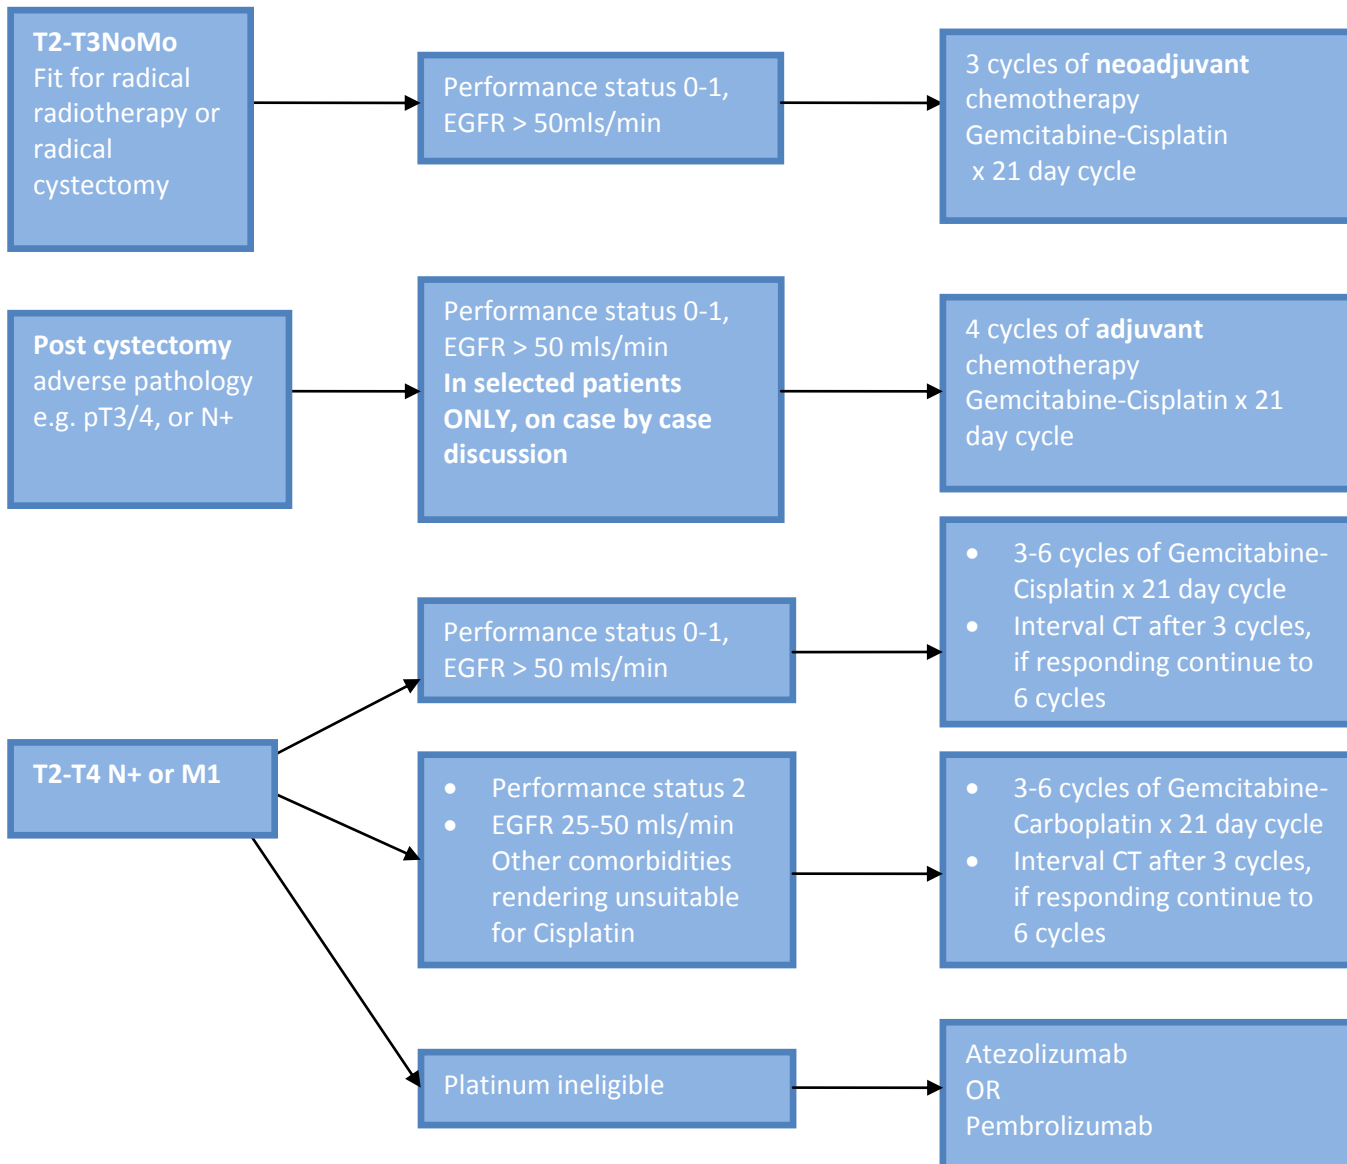 T2-T3NoMo
Fit for radical
radiotherapy or
radical
cystectomy
Performance status 0-1,
EGFR > 50mls/min
3 cycles of neoadjuvant
chemotherapy
Gemcitabine-Cisplatin
x 21 day cycle
Post cystectomy
adverse pathology
e.g. pT3/4, or N+
Performance status 0-1,
EGFR > 50 mls/min
In selected patients
ONLY, on case by case
discussion
4 cycles of adjuvant
chemotherapy
Gemcitabine-Cisplatin x 21
day cycle
T2-T4 N+ or M1
Performance status 0-1,
EGFR > 50 mls/min
• 3-6 cycles of Gemcitabine-
Cisplatin x 21 day cycle
• Interval CT after 3 cycles,
if responding continue to
6 cycles
• Performance status 2
• EGFR 25-50 mls/min
Other comorbidities
rendering unsuitable
for Cisplatin
• 3-6 cycles of Gemcitabine-
Carboplatin x 21 day cycle
• Interval CT after 3 cycles,
if responding continue to
6 cycles
Platinum ineligible
Atezolizumab
OR
Pembrolizumab